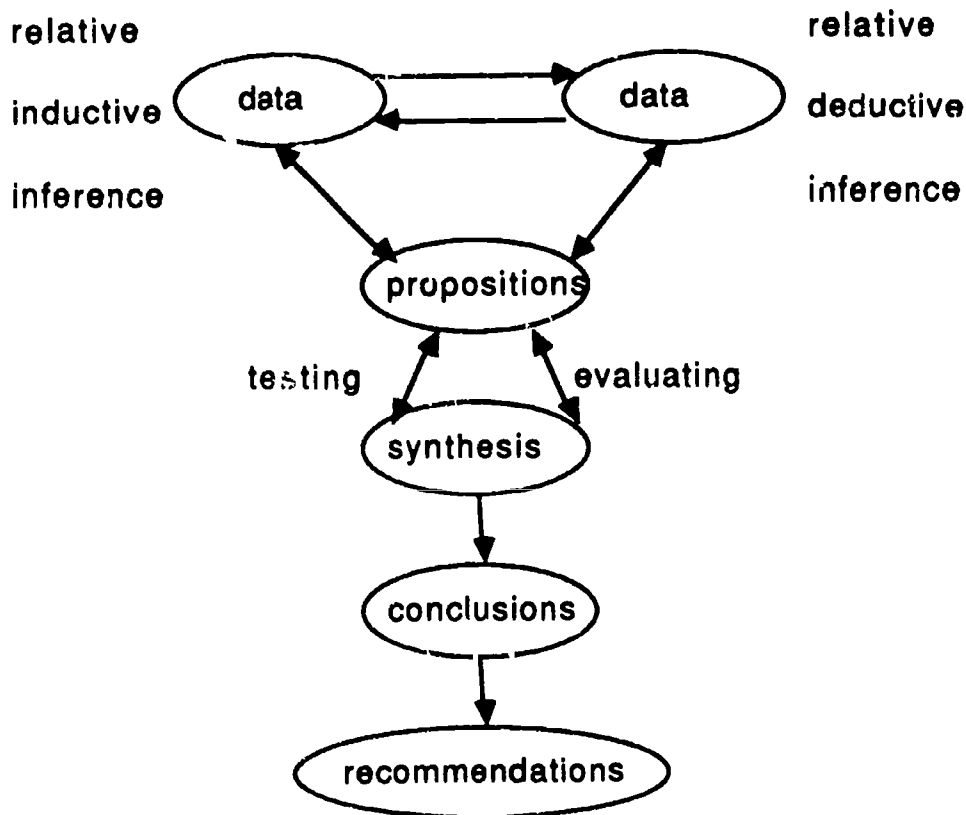 relative
inductive
inference
relative
deductive
inference
data
data
propositions
testing
evaluating
synthesis
conclusions
recommendations